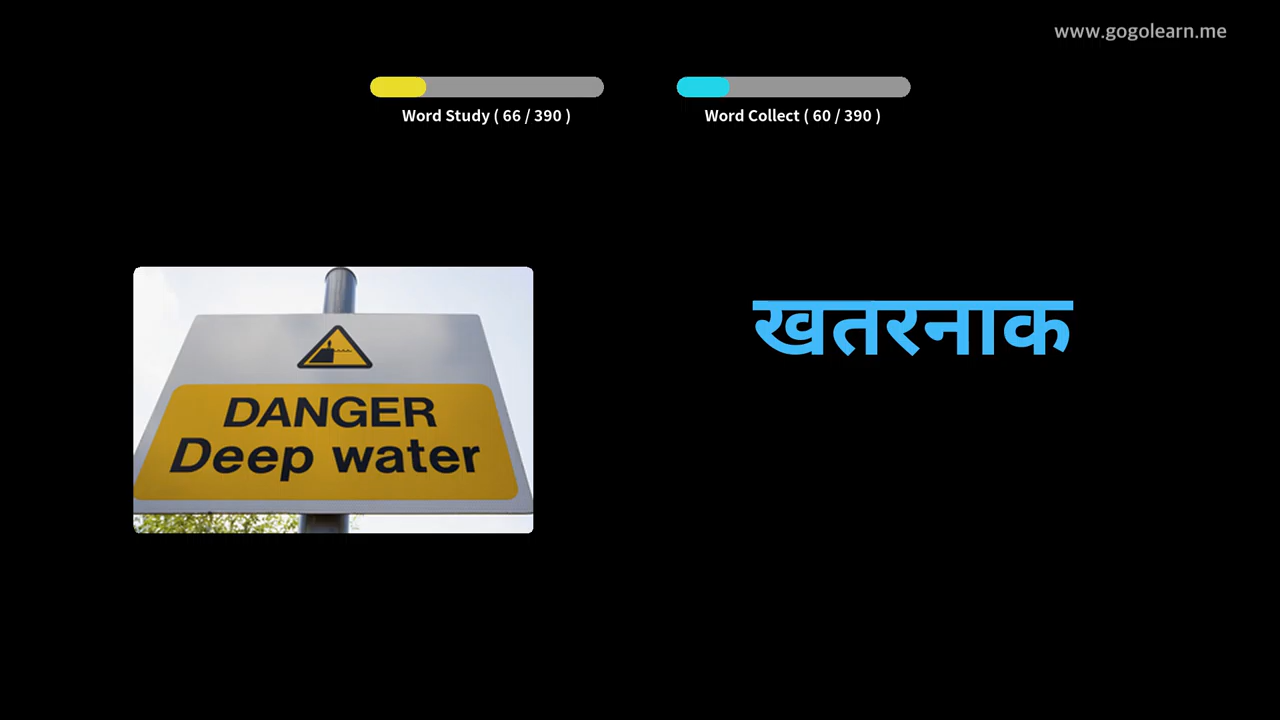 www.gogolearn.me
Word Study ( 66 / 390 )
Word Collect ( 60 / 390 )
DANGER
Deep water
खतरनाक